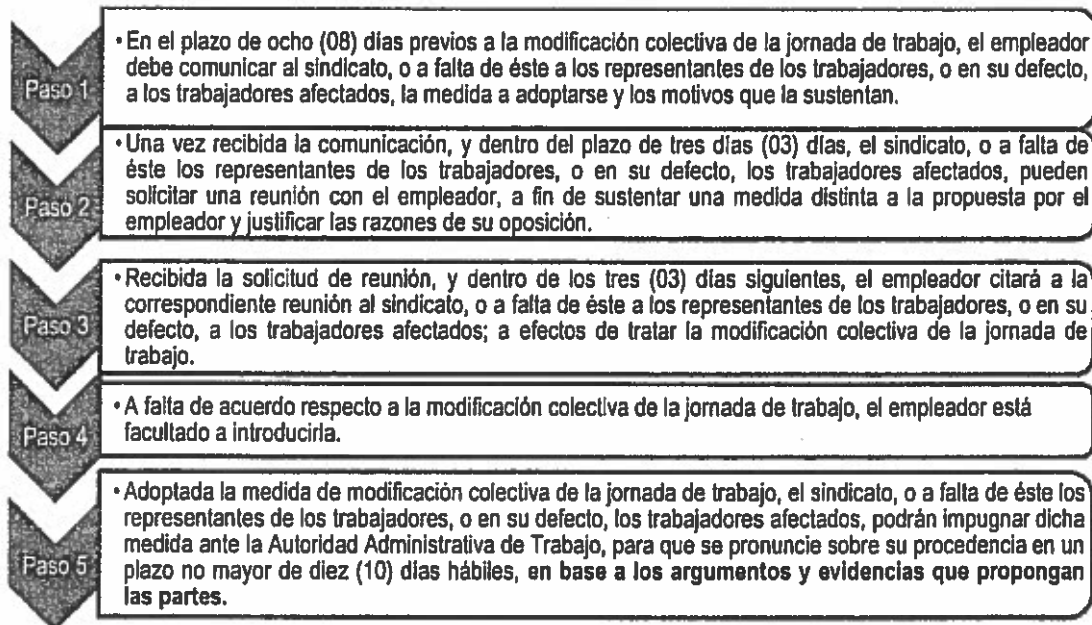 Paso 1
• En el plazo de ocho (08) días previos a la modificación colectiva de la jornada de trabajo, el empleador
debe comunicar al sindicato, o a falta de éste a los representantes de los trabajadores, o en su defecto,
a los trabajadores afectados, la medida a adoptarse y los motivos que la sustentan.
Paso 2
• Una vez recibida la comunicación, y dentro del plazo de tres días (03) días, el sindicato, o a falta de
éste los representantes de los trabajadores, o en su defecto, los trabajadores afectados, pueden
solicitar una reunión con el empleador, a fin de sustentar una medida distinta a la propuesta por el
empleador y justificar las razones de su oposición.
Paso 3
• Recibida la solicitud de reunión, y dentro de los tres (03) días siguientes, el empleador citará a la
correspondiente reunión al sindicato, o a falta de éste a los representantes de los trabajadores, o en su
defecto, a los trabajadores afectados; a efectos de tratar la modificación colectiva de la jornada de
trabajo.
Paso 4
• A falta de acuerdo respecto a la modificación colectiva de la jornada de trabajo, el empleador está
facultado a introducirla.
Paso 5
• Adoptada la medida de modificación colectiva de la jornada de trabajo, el sindicato, o a falta de éste los
representantes de los trabajadores, o en su defecto, los trabajadores afectados, podrán impugnar dicha
medida ante la Autoridad Administrativa de Trabajo, para que se pronuncie sobre su procedencia en un
plazo no mayor de diez (10) días hábiles, en base a los argumentos y evidencias que propongan
las partes.